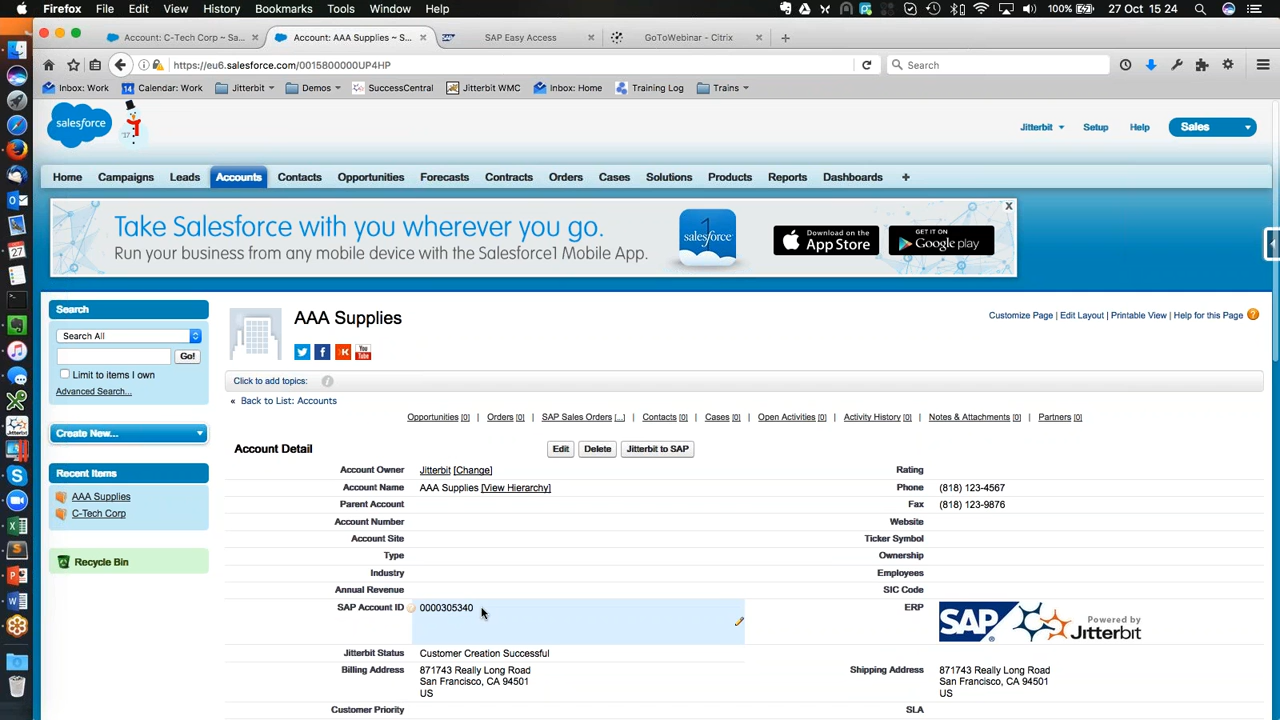 Firefox File Edit View History Bookmarks Tools Window Help 100% 27 Oct 15 24
Account: C-Tech Corp ~ Sa... × Account: AAA Supplies ~ S... × SAP Easy Access × GoToWebinar - Citrix × +
https://eu6.salesforce.com/0015800000UP4HP Search
Inbox: Work Calendar: Work Jitterbit Demos SuccessCentral Jitterbit WMC Inbox: Home Training Log Trains
salesforce '17 Jitterbit Setup Help Sales
Home Campaigns Leads Accounts Contacts Opportunities Forecasts Contracts Orders Cases Solutions Products Reports Dashboards +
Take Salesforce with you wherever you go.
Run your business from any mobile device with the Salesforce1 Mobile App.
1 salesforce
Download on the App Store
GET IT ON Google play
X
Search
Search All
Go!
Limit to items I own
Advanced Search...
Create New...
Recent Items
AAA Supplies
C-Tech Corp
Recycle Bin
AAA Supplies
Customize Page | Edit Layout | Printable View | Help for this Page ?
K You Tube
Click to add topics: i
« Back to List: Accounts
Opportunities [0] | Orders [0] | SAP Sales Orders [...] | Contacts [0] | Cases [0] | Open Activities [0] | Activity History [0] | Notes & Attachments [0] | Partners [0]
Account Detail Edit Delete Jitterbit to SAP
Account Owner Jitterbit [Change] Rating
Account Name AAA Supplies [View Hierarchy] Phone (818) 123-4567
Parent Account Fax (818) 123-9876
Account Number Website
Account Site Ticker Symbol
Type Ownership
Industry Employees
Annual Revenue SIC Code
SAP Account ID 0000305340 ERP SAP Powered by Jitterbit
Jitterbit Status Customer Creation Successful
Billing Address 871743 Really Long Road Shipping Address 871743 Really Long Road
San Francisco, CA 94501 San Francisco, CA 94501
US US
Customer Priority SLA